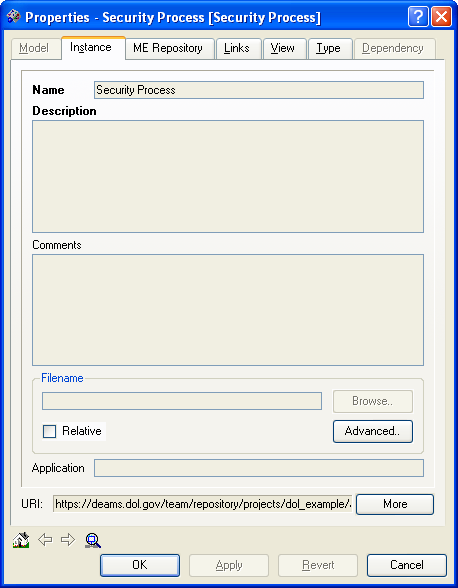 Properties - Security Process [Security Process]
Model Instance ME Repository Links View Type Dependency
Name Security Process
Description
Comments
Filename
Browse..
Relative Advanced..
Application
URI: https://deams.dol.gov/team/repository/projects/dol_example/ More
OK Apply Revert Cancel